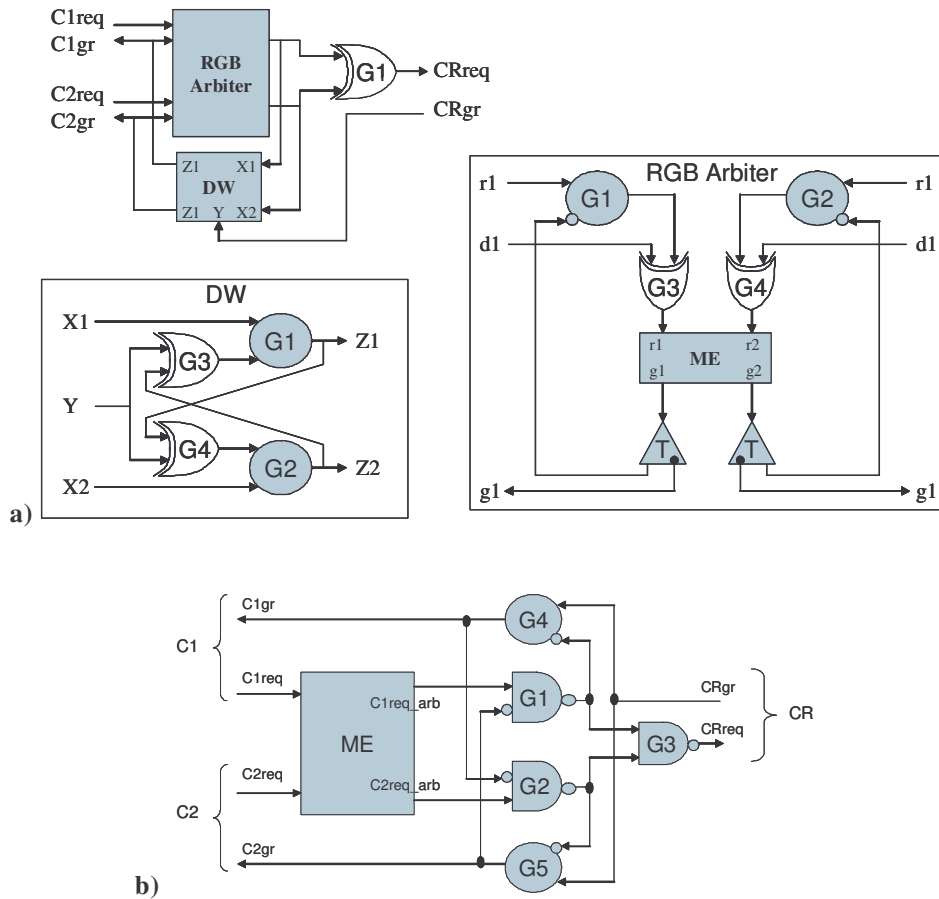 C1req
C1gr
RGB
Arbiter
G1
CRreq
C2req
C2gr
CRgr
Z1 X1
DW
Z1 Y X2
RGB Arbiter
r1
G1
G2
r1
d1
d1
G3
G4
r1 r2
ME
g1 g2
T
T
g1
g1
DW
X1
G1
Z1
G3
Y
G4
G2
Z2
X2
a)
C1gr
G4
C1
C1req
C1req_arb
G1
CRgr
CR
ME
G3
CRreq
C2req
C2req_arb
G2
C2
C2gr
G5
b)